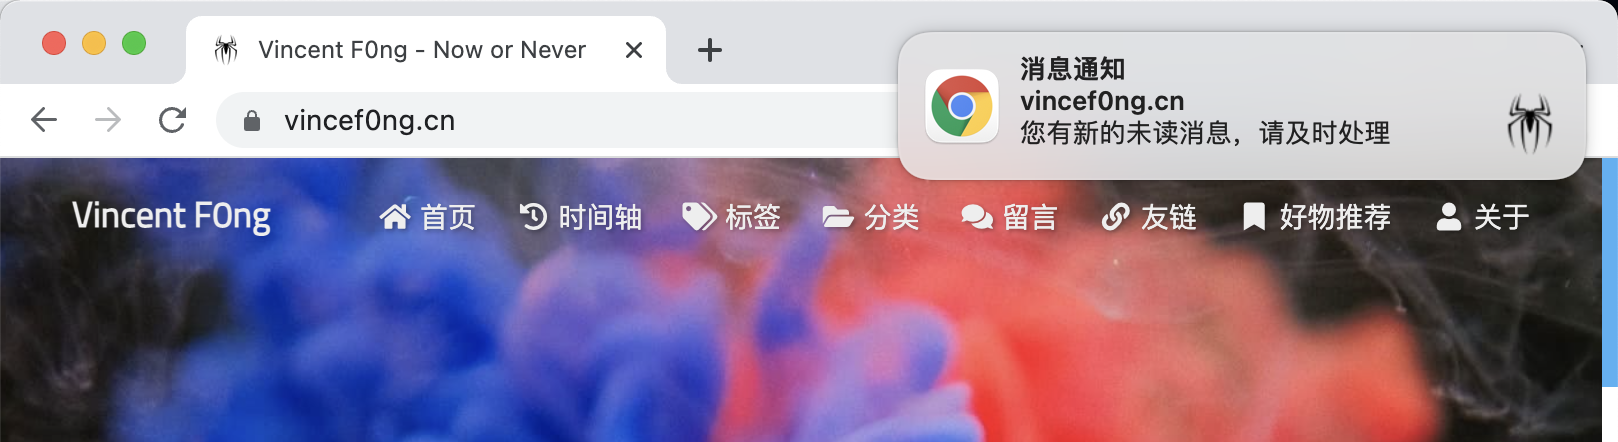 Vincent F0ng - Now or Never
消息通知
vincef0ng.cn
您有新的未读消息，请及时处理
vincef0ng.cn
Vincent F0ng 首页 时间轴 标签 分类 留言 友链 好物推荐 关于